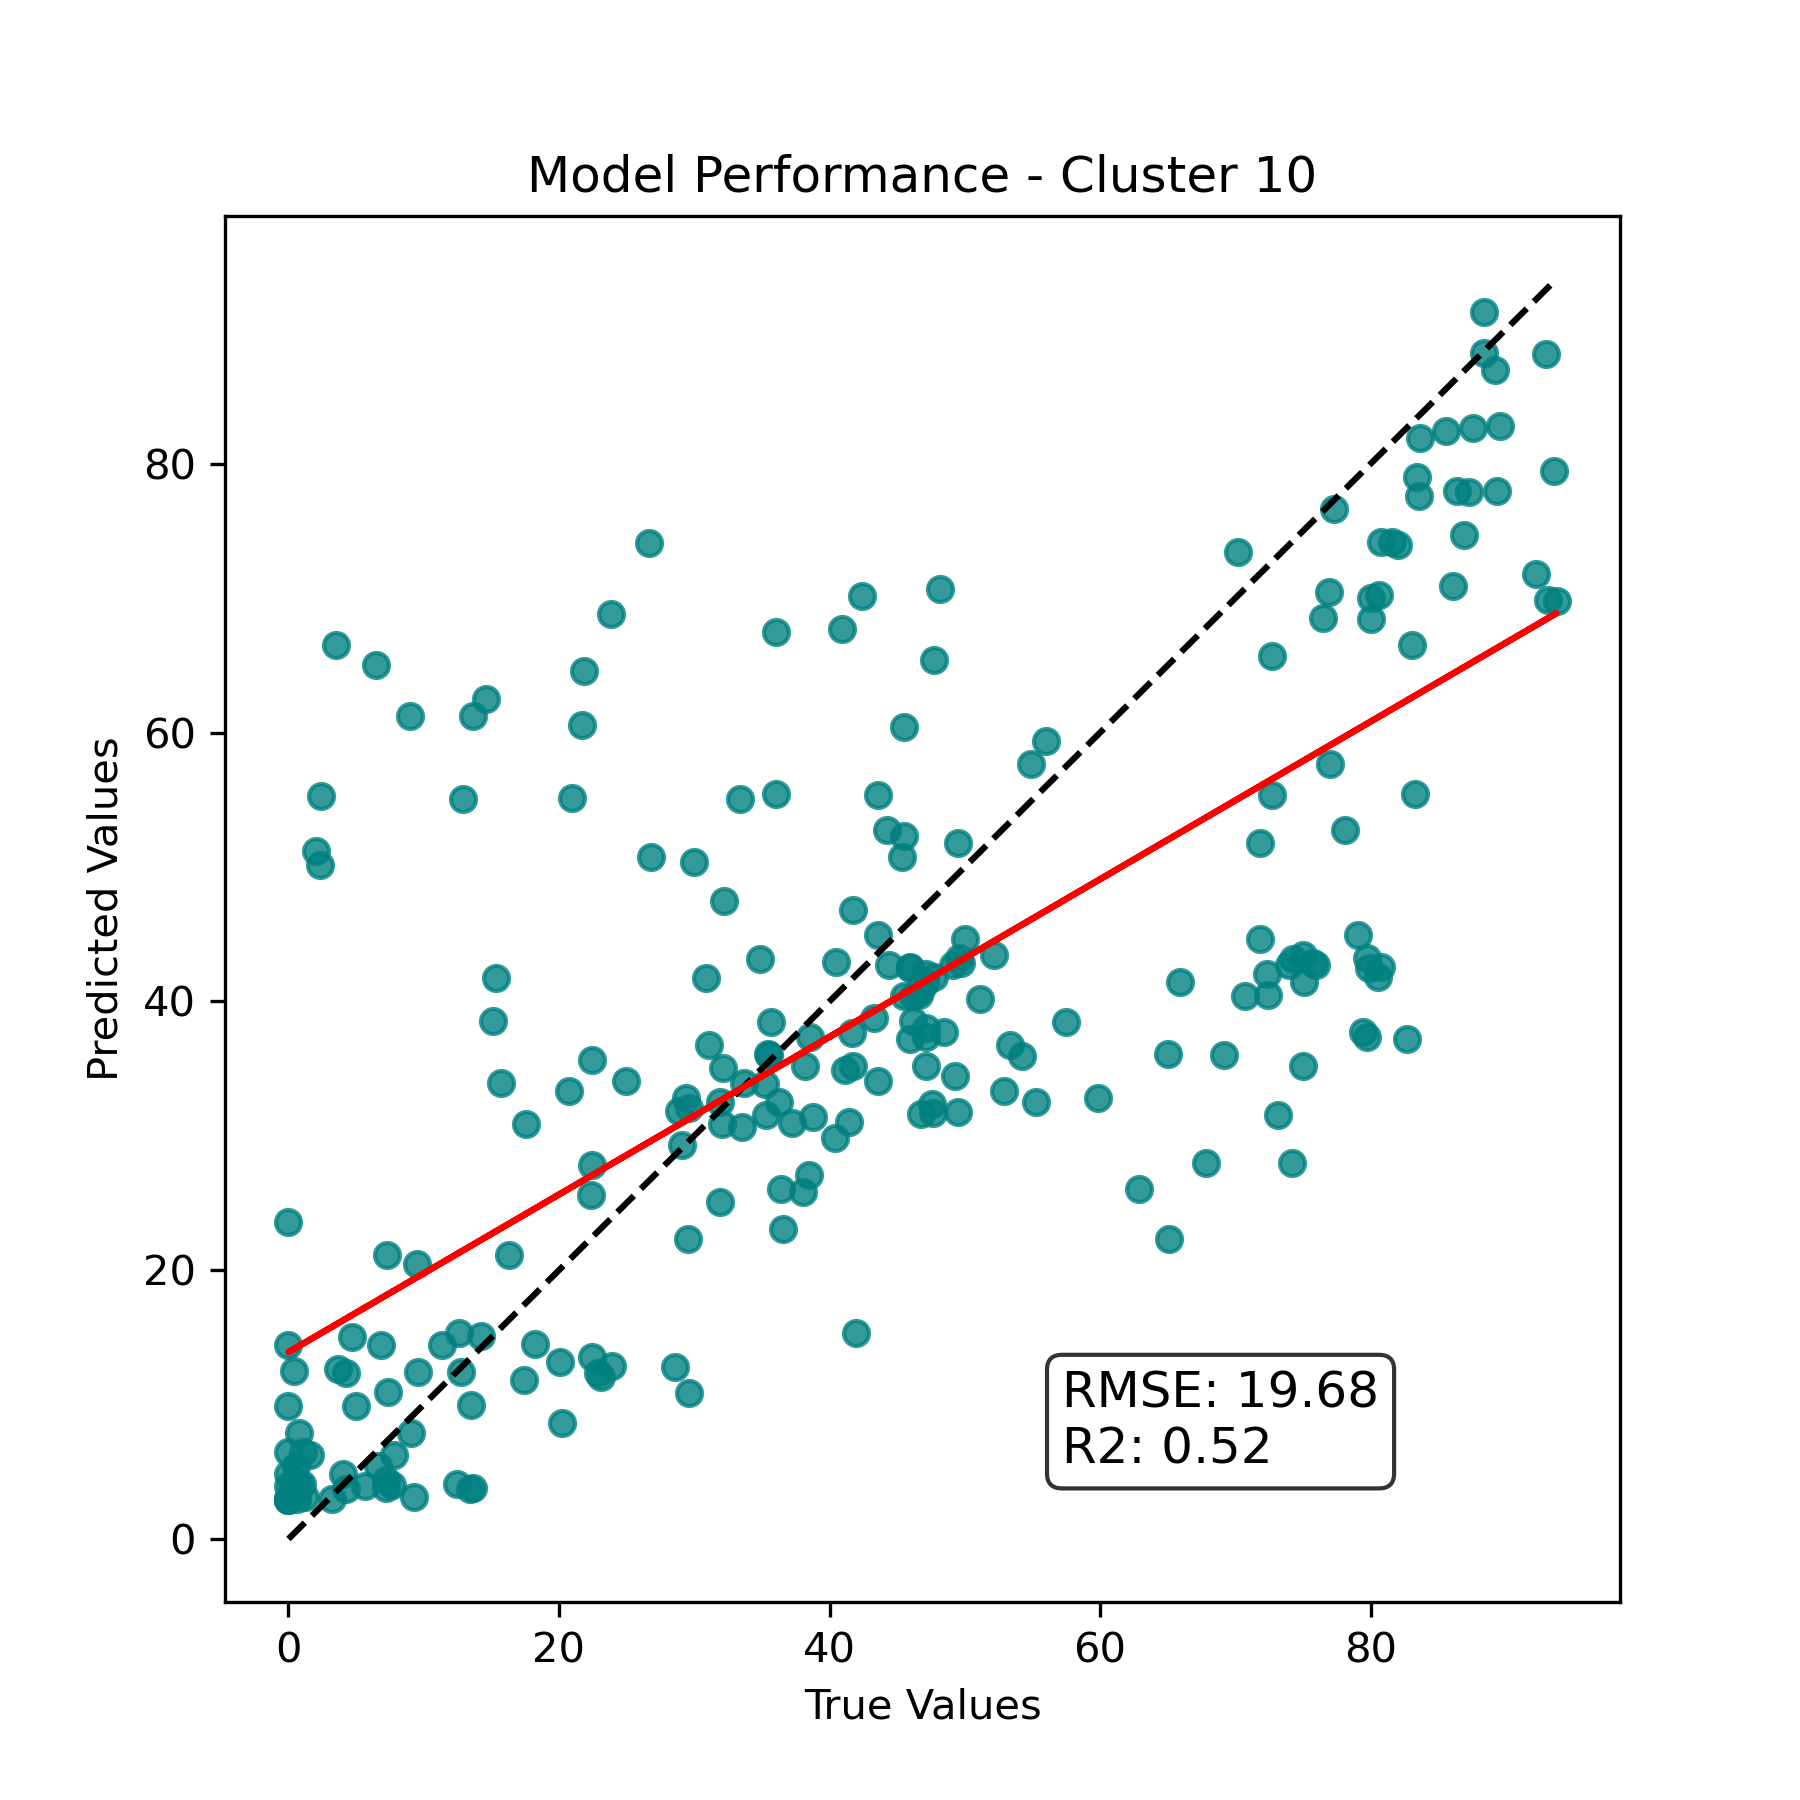 Model Performance - Cluster 10
Predicted Values
80
60
40
20
0
RMSE: 19.68
R2: 0.52
0 20 40 60 80
True Values